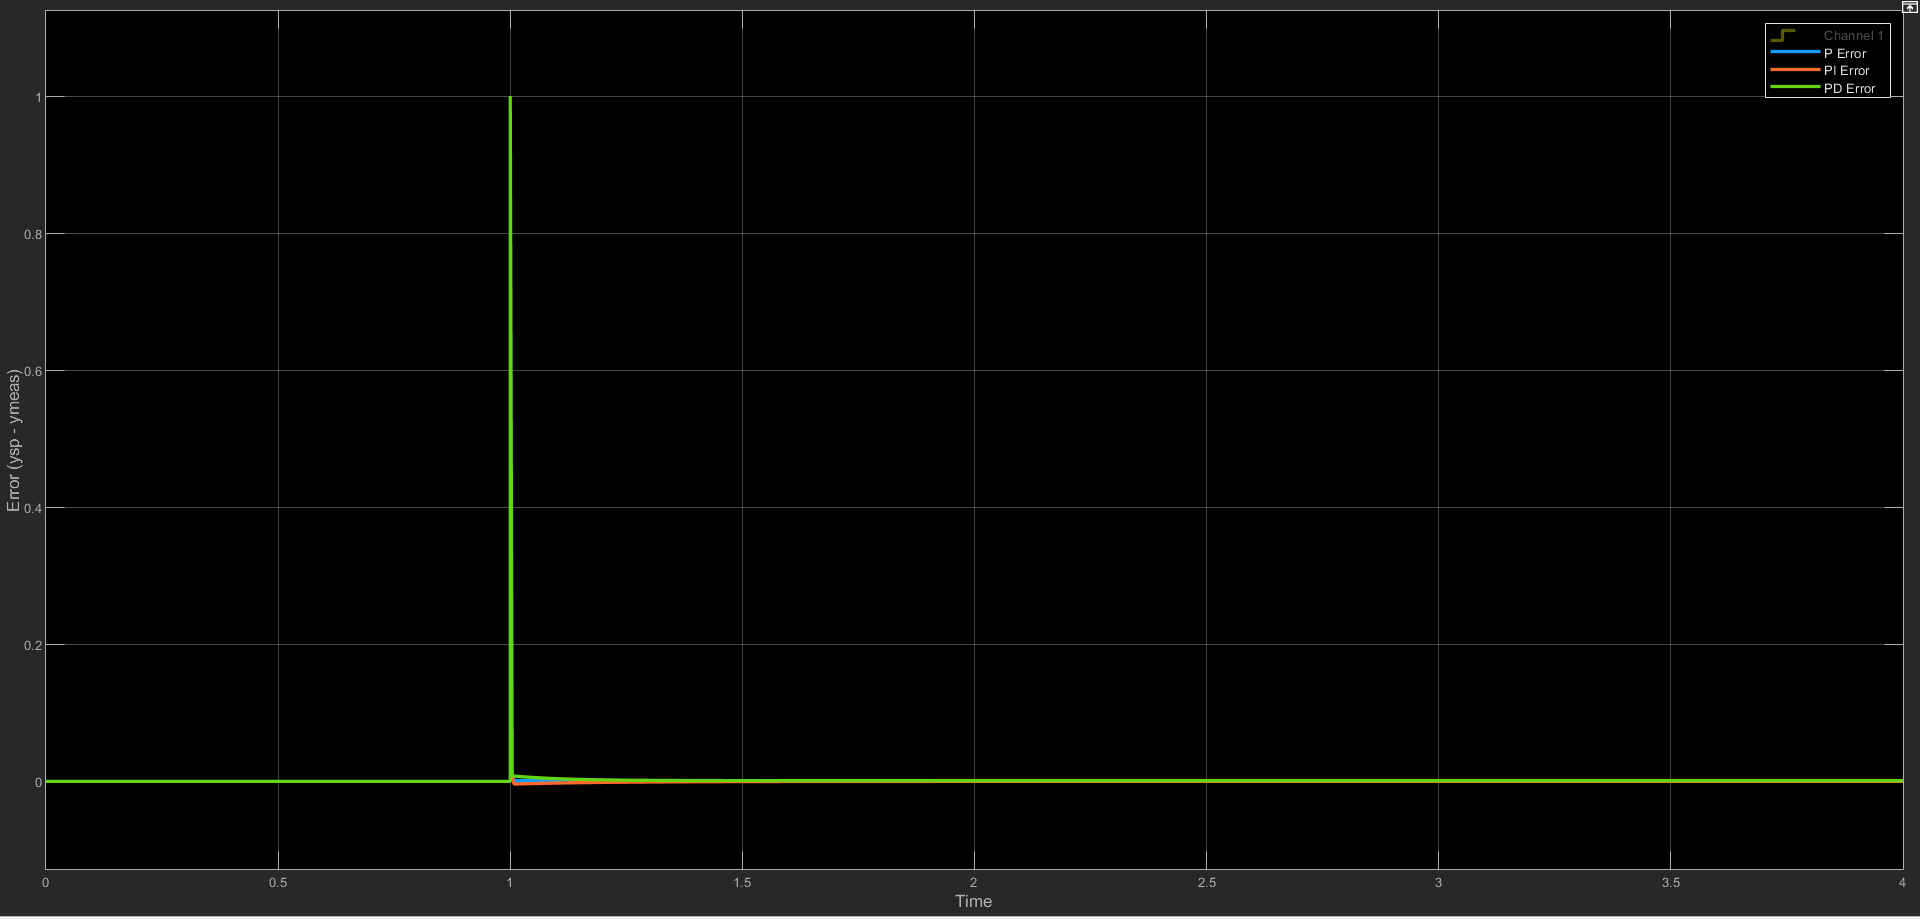 Channel 1
P Error
PI Error
PD Error
1
0.8
0.6
0.4
0.2
0
Error (ysp - ymeas)
0 0.5 1 1.5 2 2.5 3 3.5 4
Time